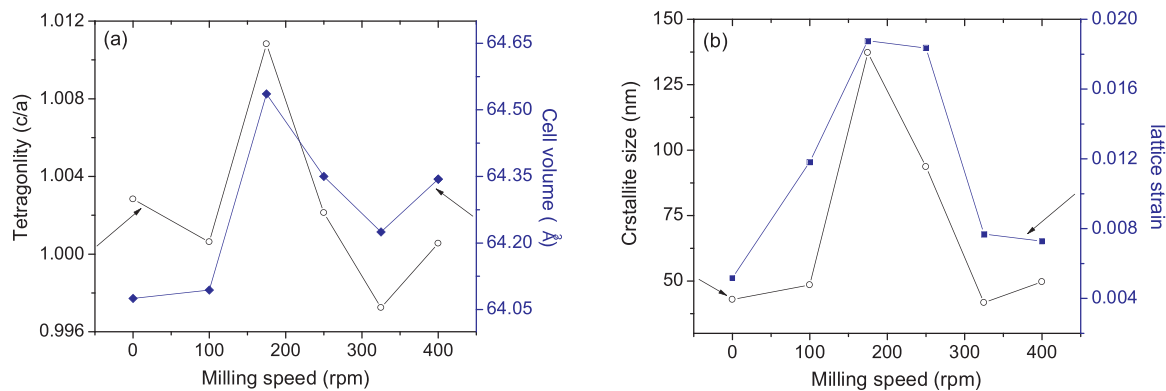 (a)
1.012
1.008
1.004
1.000
0.996
Tetragonlity (c/a)
0 100 200 300 400
Milling speed (rpm)
64.65
64.50
64.35
64.20
64.05
Cell volume ( Å³)
(b)
150
125
100
75
50
Crstallite size (nm)
0 100 200 300 400
Milling speed (rpm)
0.020
0.016
0.012
0.008
0.004
lattice strain